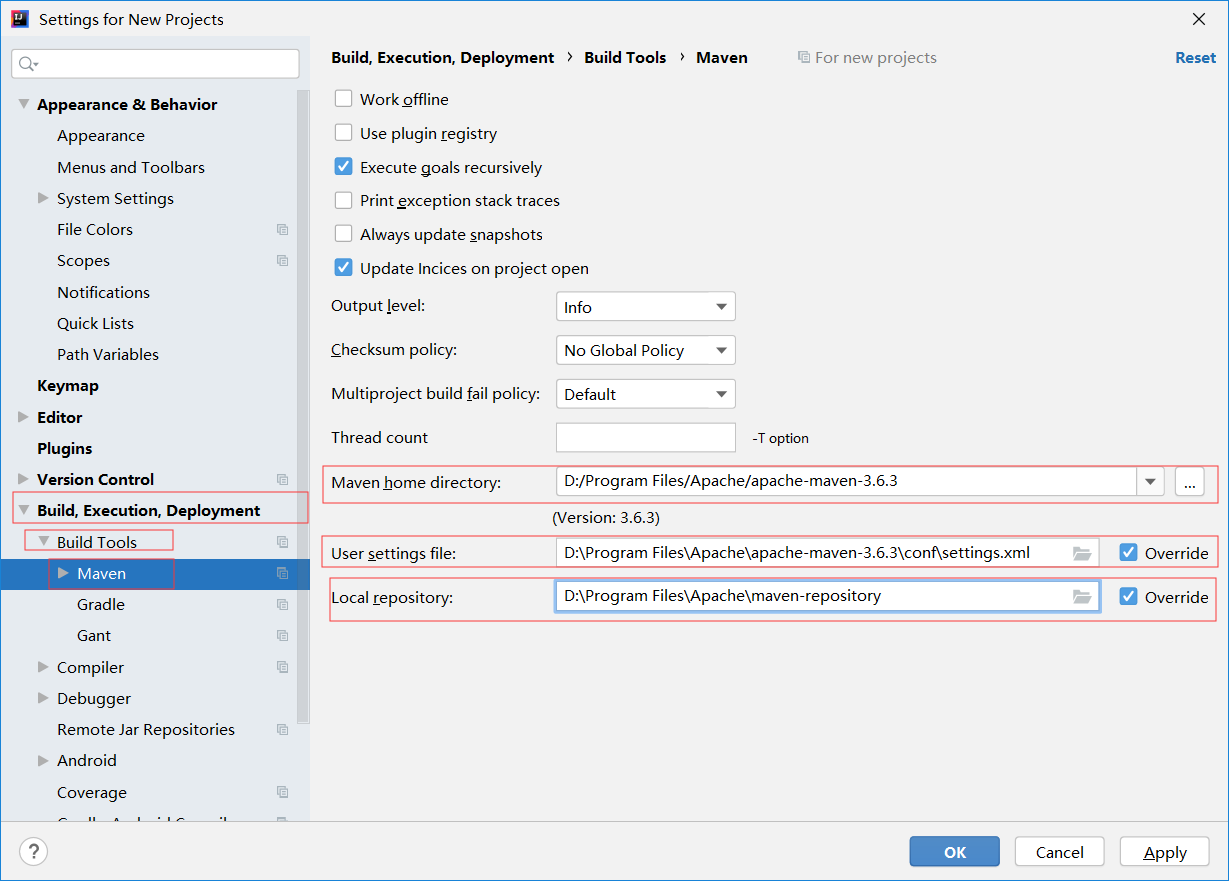 Settings for New Projects
Appearance & Behavior
Appearance
Menus and Toolbars
System Settings
File Colors
Scopes
Notifications
Quick Lists
Path Variables
Keymap
Editor
Plugins
Version Control
Build, Execution, Deployment
Build Tools
Maven
Gradle
Gant
Compiler
Debugger
Remote Jar Repositories
Android
Coverage
Build, Execution, Deployment › Build Tools › Maven For new projects Reset
Work offline
Use plugin registry
Execute goals recursively
Print exception stack traces
Always update snapshots
Update Incices on project open
Output level: Info
Checksum policy: No Global Policy
Multiproject build fail policy: Default
Thread count -T option
Maven home directory: D:/Program Files/Apache/apache-maven-3.6.3 ...
(Version: 3.6.3)
User settings file: D:\Program Files\Apache\apache-maven-3.6.3\conf\settings.xml Override
Local repository: D:\Program Files\Apache\maven-repository Override
? OK Cancel Apply